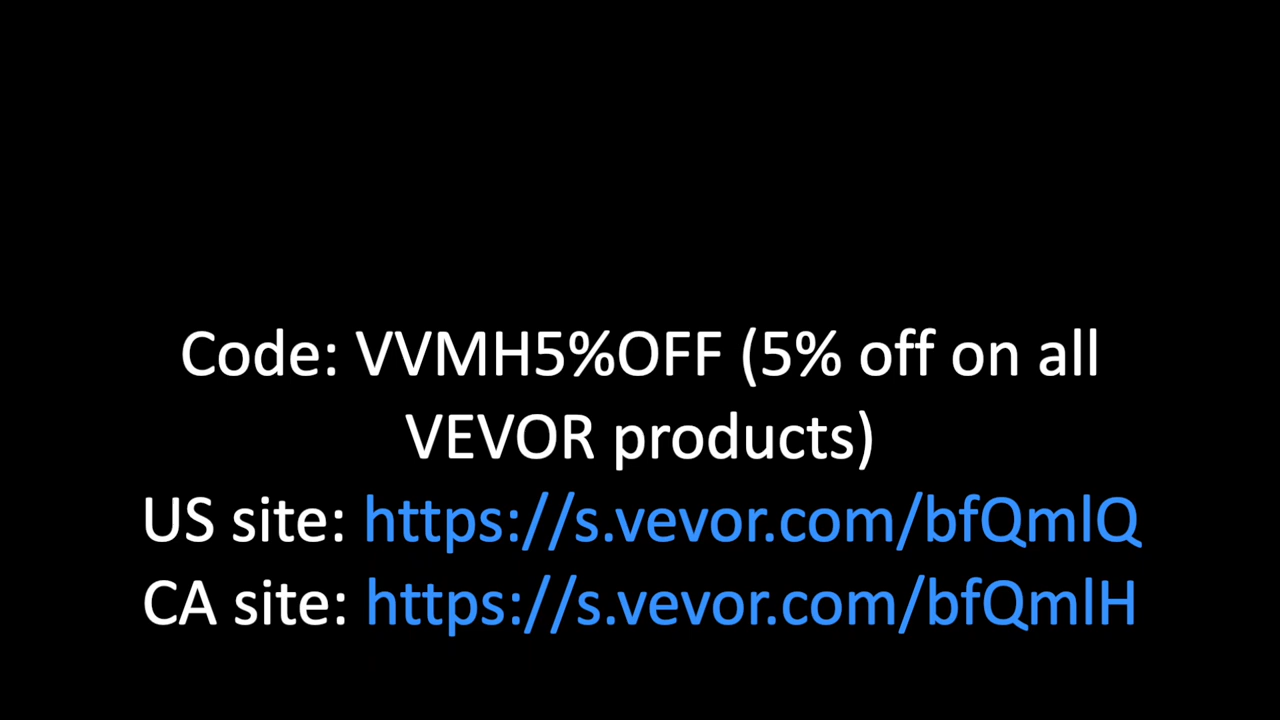 Code: VVMH5%OFF (5% off on all
VEVOR products)
US site: https://s.vevor.com/bfQmlQ
CA site: https://s.vevor.com/bfQmlH